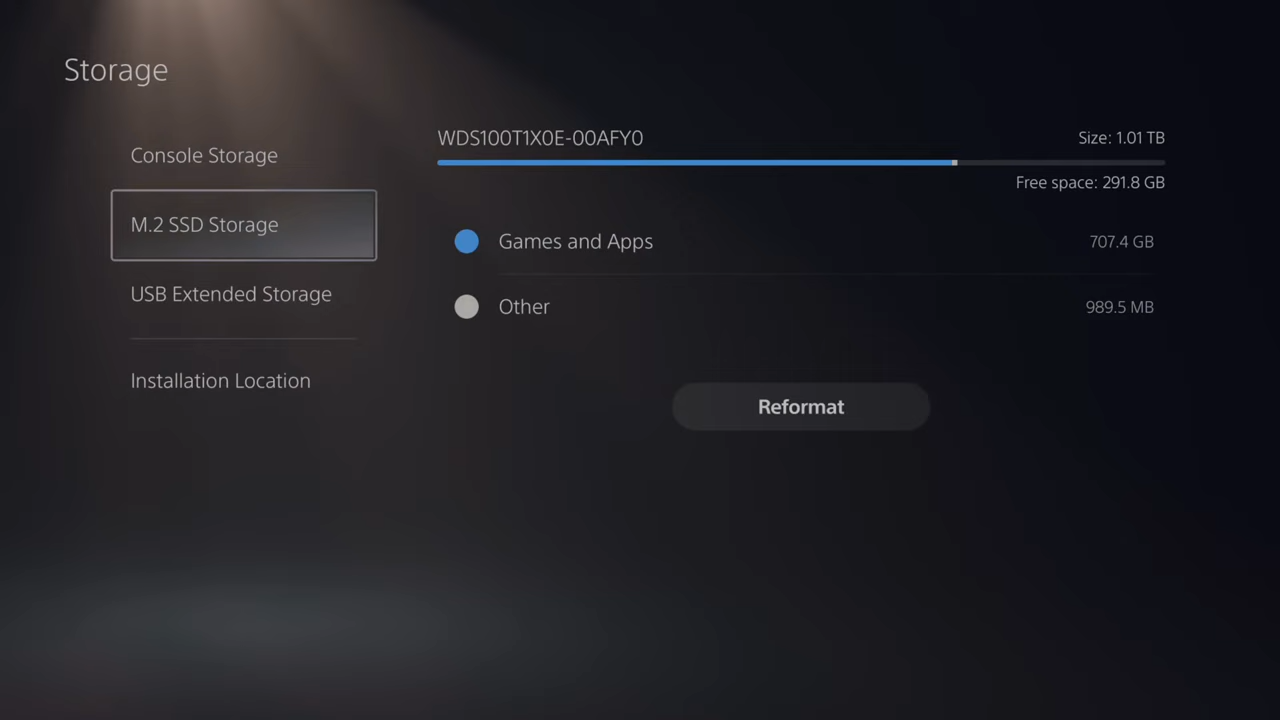 Storage
Console Storage
M.2 SSD Storage
USB Extended Storage
Installation Location
WDS100T1X0E-00AFY0
Size: 1.01 TB
Free space: 291.8 GB
Games and Apps 707.4 GB
Other 989.5 MB
Reformat